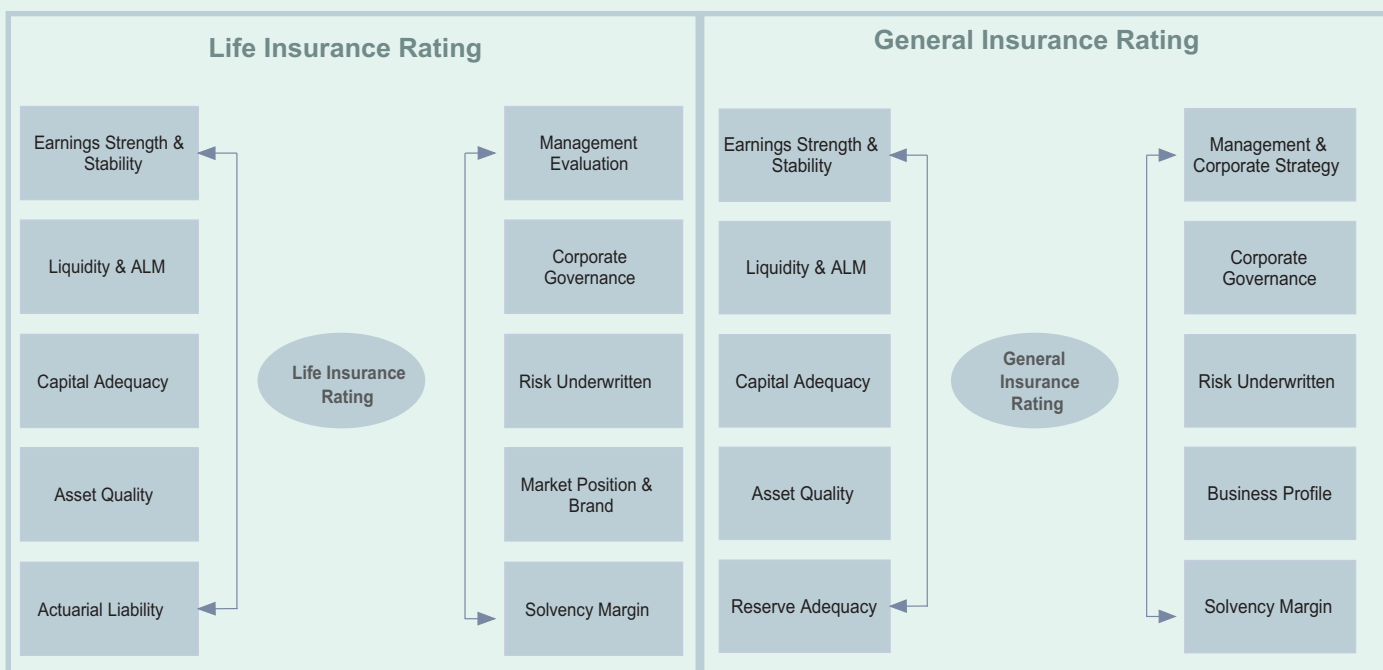 Life Insurance Rating
Earnings Strength &
Stability
Liquidity & ALM
Capital Adequacy
Asset Quality
Actuarial Liability
Life Insurance
Rating
Management
Evaluation
Corporate
Governance
Risk Underwritten
Market Position &
Brand
Solvency Margin
General Insurance Rating
Earnings Strength &
Stability
Liquidity & ALM
Capital Adequacy
Asset Quality
Reserve Adequacy
General
Insurance
Rating
Management &
Corporate Strategy
Corporate
Governance
Risk Underwritten
Business Profile
Solvency Margin